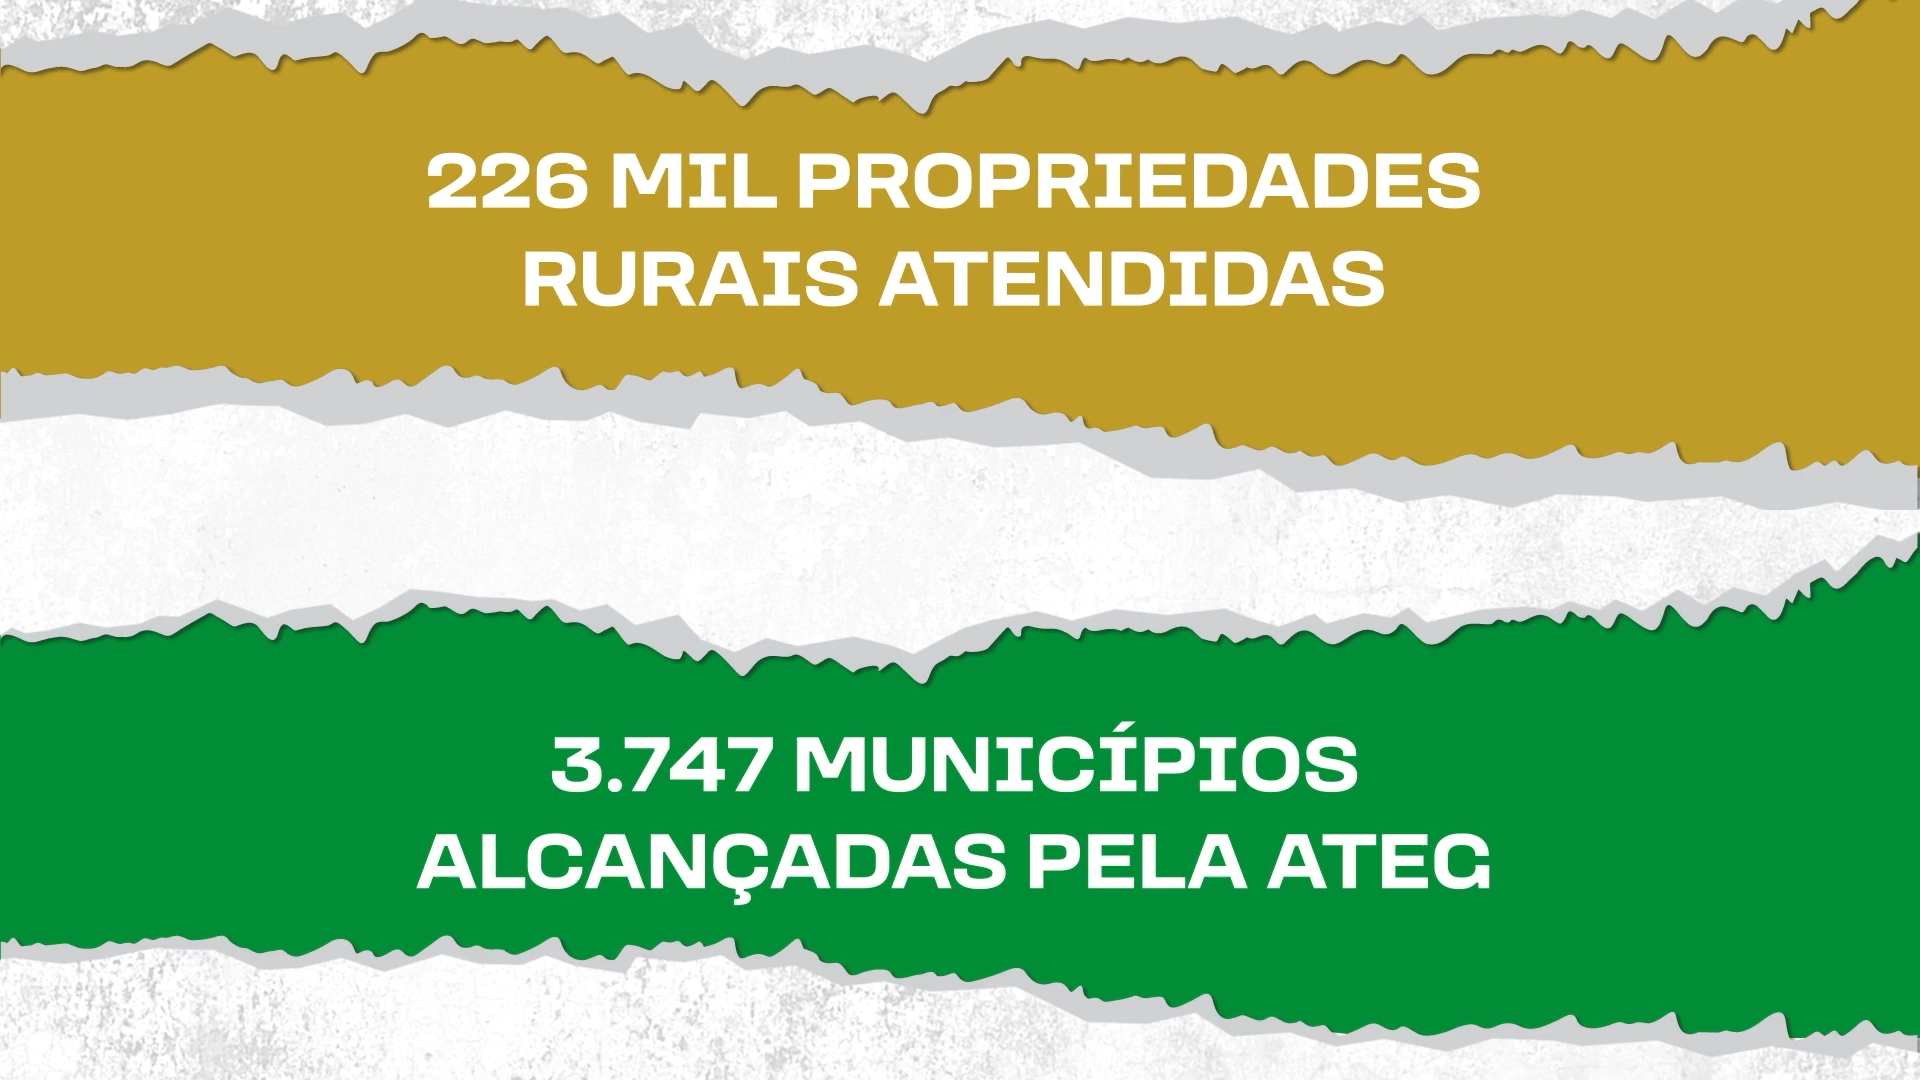 226 MIL PROPRIEDADES
RURAIS ATENDIDAS
3.747 MUNICÍPIOS
ALCANÇADAS PELA ATEG